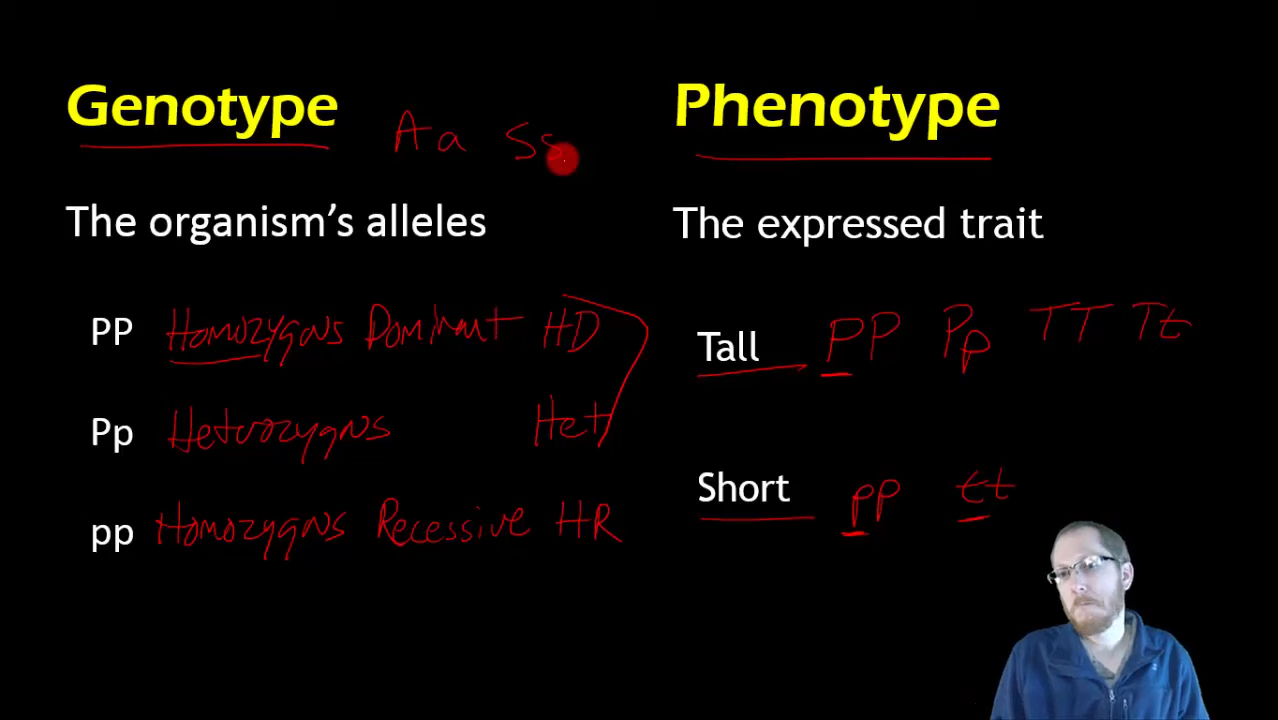 Genotype Aa Ss
The organism's alleles
PP Homozygous Dominant HD
Pp Heterozygous Het
pp Homozygous Recessive HR
Phenotype
The expressed trait
Tall PP Pp TT Tt
Short pp tt